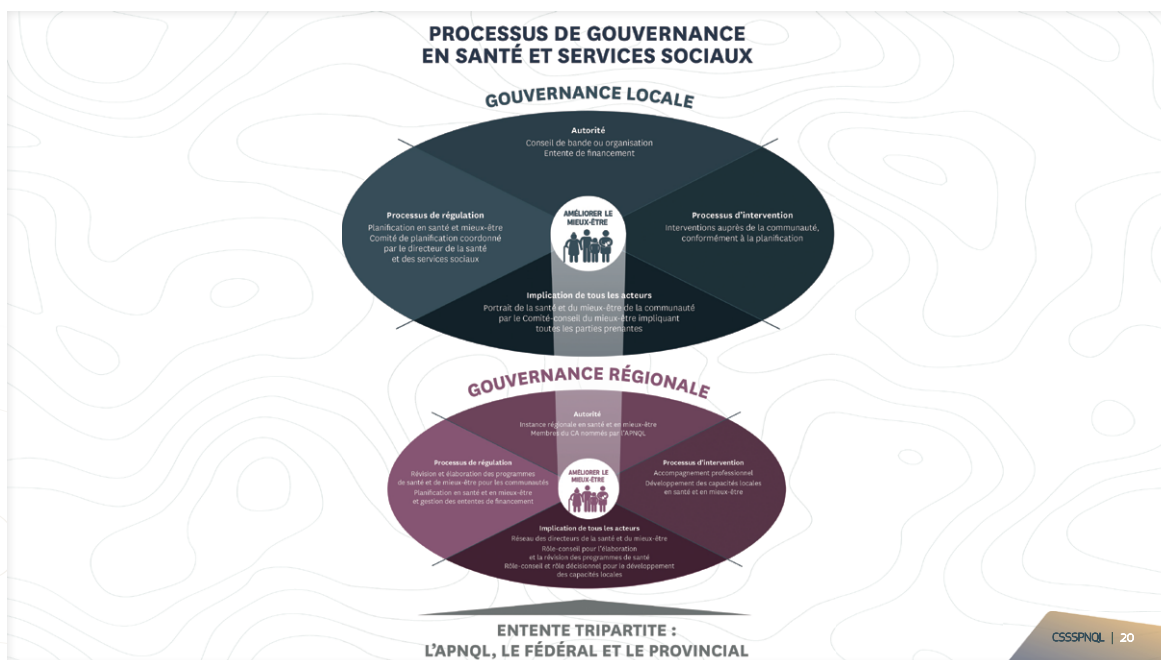 PROCESSUS DE GOUVERNANCE
EN SANTÉ ET SERVICES SOCIAUX
GOUVERNANCE LOCALE
Autorité
Conseil de bande ou organisation
Entente de financement
Processus de régulation
Planification en santé et mieux-être
Comité de planification coordonné
par le directeur de la santé
et des services sociaux
AMÉLIORER LE
MIEUX-ÊTRE
Processus d'intervention
Interventions auprès de la communauté,
conformément à la planification
Implication de tous les acteurs
Portrait de la santé et du mieux-être de la communauté
par le Comité-conseil du mieux-être impliquant
toutes les parties prenantes
GOUVERNANCE RÉGIONALE
Autorité
Instance régionale en santé et en mieux-être
Membres du CA nommés par l'APNQL
Processus de régulation
Révision et élaboration des programmes
de santé et de mieux-être pour les communautés
Planification en santé et en mieux-être
et gestion des ententes de financement
AMÉLIORER LE
MIEUX-ÊTRE
Processus d'intervention
Accompagnement professionnel
Développement des capacités locales
en santé et en mieux-être
Implication de tous les acteurs
Réseau des directeurs de la santé et du mieux-être
Rôle-conseil pour l'élaboration
et la révision des programmes de santé
Rôle-conseil et rôle décisionnel pour le développement
des capacités locales
ENTENTE TRIPARTITE :
L'APNQL, LE FÉDÉRAL ET LE PROVINCIAL
CSSSPNQL | 20